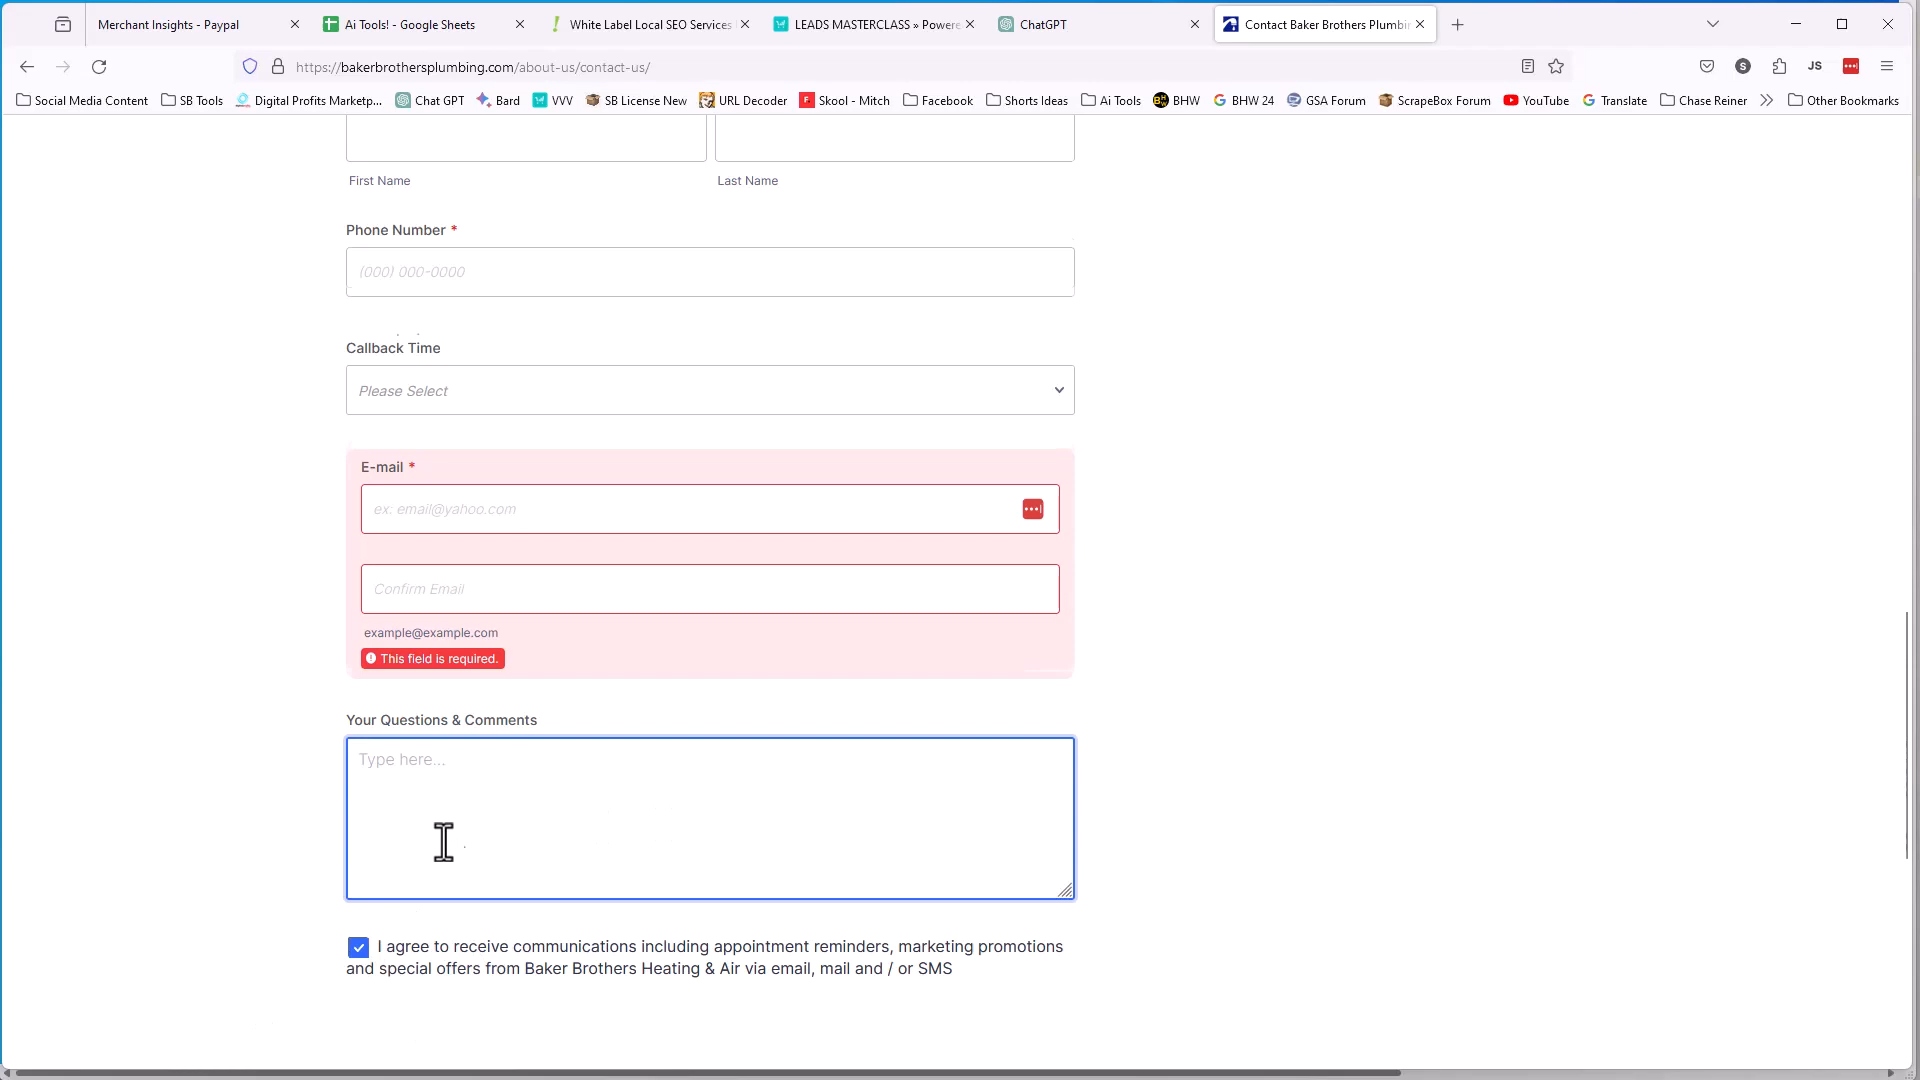 Merchant Insights - Paypal
Ai Tools! - Google Sheets
White Label Local SEO Services
LEADS MASTERCLASS » Powere
ChatGPT
Contact Baker Brothers Plumbin
https://bakerbrothersplumbing.com/about-us/contact-us/
S
JS
Social Media Content
SB Tools
Digital Profits Marketp...
Chat GPT
Bard
VVV
SB License New
URL Decoder
Skool - Mitch
Facebook
Shorts Ideas
Ai Tools
BHW
BHW 24
GSA Forum
ScrapeBox Forum
YouTube
Translate
Chase Reiner
Other Bookmarks
First Name
Last Name
Phone Number *
(000) 000-0000
Callback Time
Please Select
E-mail *
ex: email@yahoo.com
Confirm Email
example@example.com
This field is required.
Your Questions & Comments
Type here...
I agree to receive communications including appointment reminders, marketing promotions
and special offers from Baker Brothers Heating & Air via email, mail and / or SMS